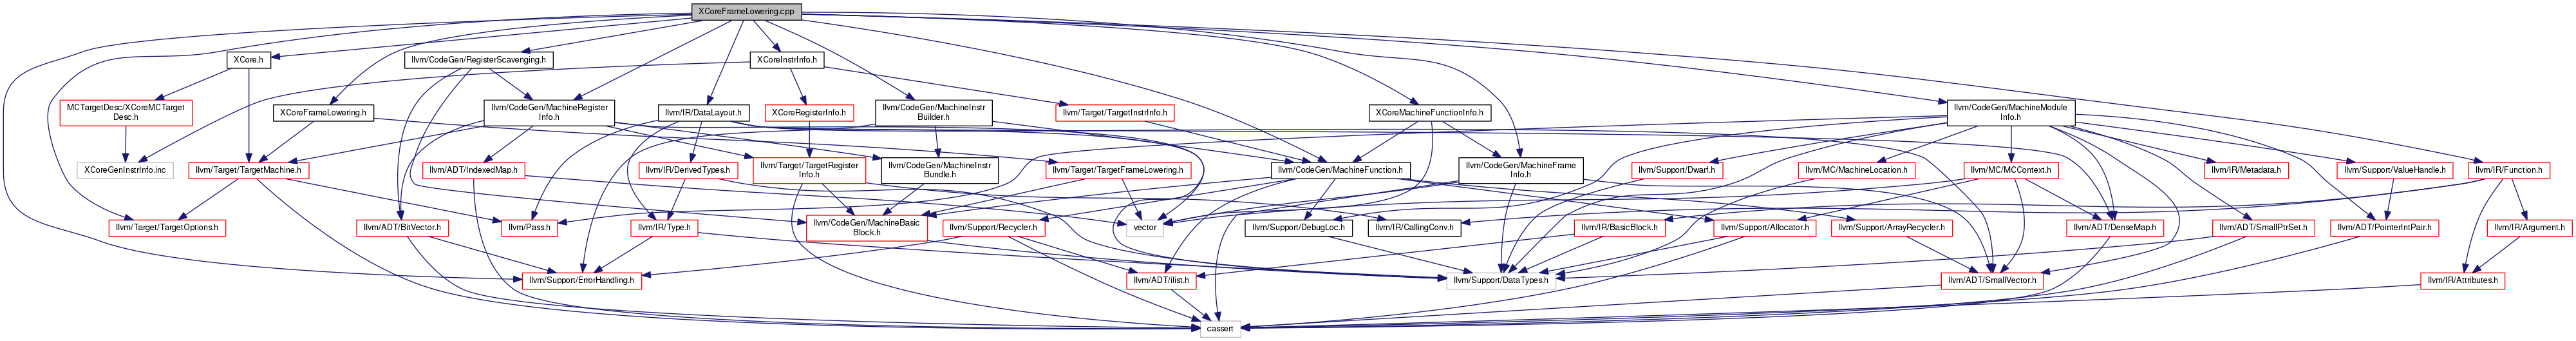 XCoreFrameLowering.cpp
XCore.h
llvm/CodeGen/RegisterScavenging.h
XCoreInstrInfo.h
MCTargetDesc/XCoreMCTarget
Desc.h
XCoreFrameLowering.h
llvm/CodeGen/MachineRegister
Info.h
llvm/IR/DataLayout.h
XCoreRegisterInfo.h
llvm/CodeGen/MachineInstr
Builder.h
llvm/Target/TargetInstrInfo.h
XCoreMachineFunctionInfo.h
llvm/CodeGen/MachineModule
Info.h
XCoreGenInstrInfo.inc
llvm/Target/TargetMachine.h
llvm/ADT/IndexedMap.h
llvm/IR/DerivedTypes.h
llvm/Target/TargetRegister
Info.h
llvm/CodeGen/MachineInstr
Bundle.h
llvm/Target/TargetFrameLowering.h
llvm/CodeGen/MachineFunction.h
llvm/CodeGen/MachineFrame
Info.h
llvm/Support/Dwarf.h
llvm/MC/MachineLocation.h
llvm/MC/MCContext.h
llvm/IR/Metadata.h
llvm/Support/ValueHandle.h
llvm/IR/Function.h
llvm/Target/TargetOptions.h
llvm/ADT/BitVector.h
llvm/Pass.h
llvm/IR/Type.h
llvm/CodeGen/MachineBasic
Block.h
llvm/Support/Recycler.h
vector
llvm/Support/DebugLoc.h
llvm/IR/CallingConv.h
llvm/IR/BasicBlock.h
llvm/Support/Allocator.h
llvm/Support/ArrayRecycler.h
llvm/ADT/DenseMap.h
llvm/ADT/SmallPtrSet.h
llvm/ADT/PointerIntPair.h
llvm/IR/Argument.h
llvm/Support/ErrorHandling.h
llvm/ADT/ilist.h
llvm/Support/DataTypes.h
llvm/ADT/SmallVector.h
llvm/IR/Attributes.h
cassert